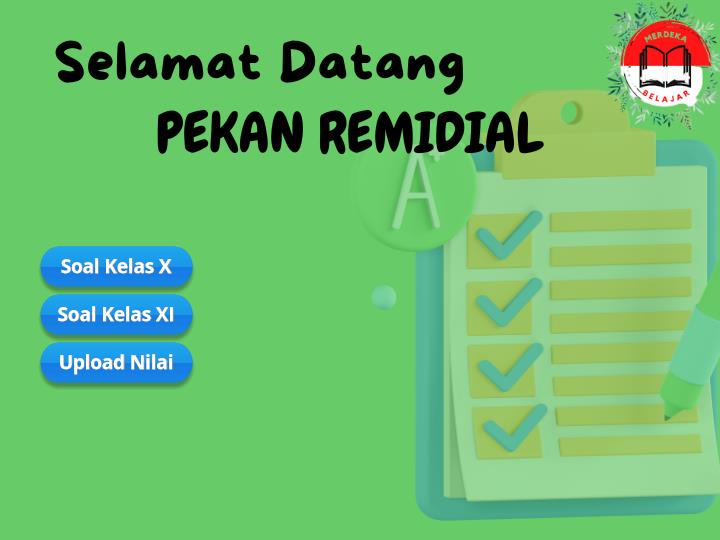 Selamat Datang
PEKAN REMIDIAL
MERDEKA
BELAJAR
A+
Soal Kelas X
Soal Kelas XI
Upload Nilai